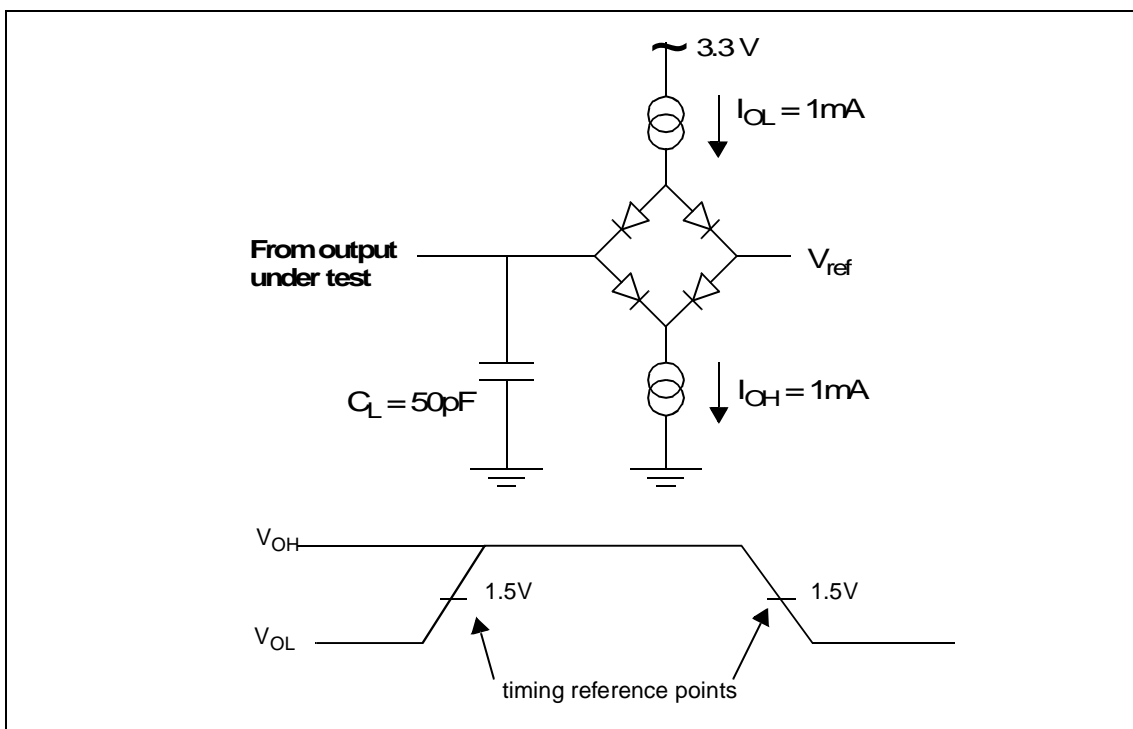 ~ 3.3 V
I_OL = 1mA
From output
under test
V_ref
C_L = 50pF
I_OH = 1mA
V_OH
1.5V
1.5V
V_OL
timing reference points